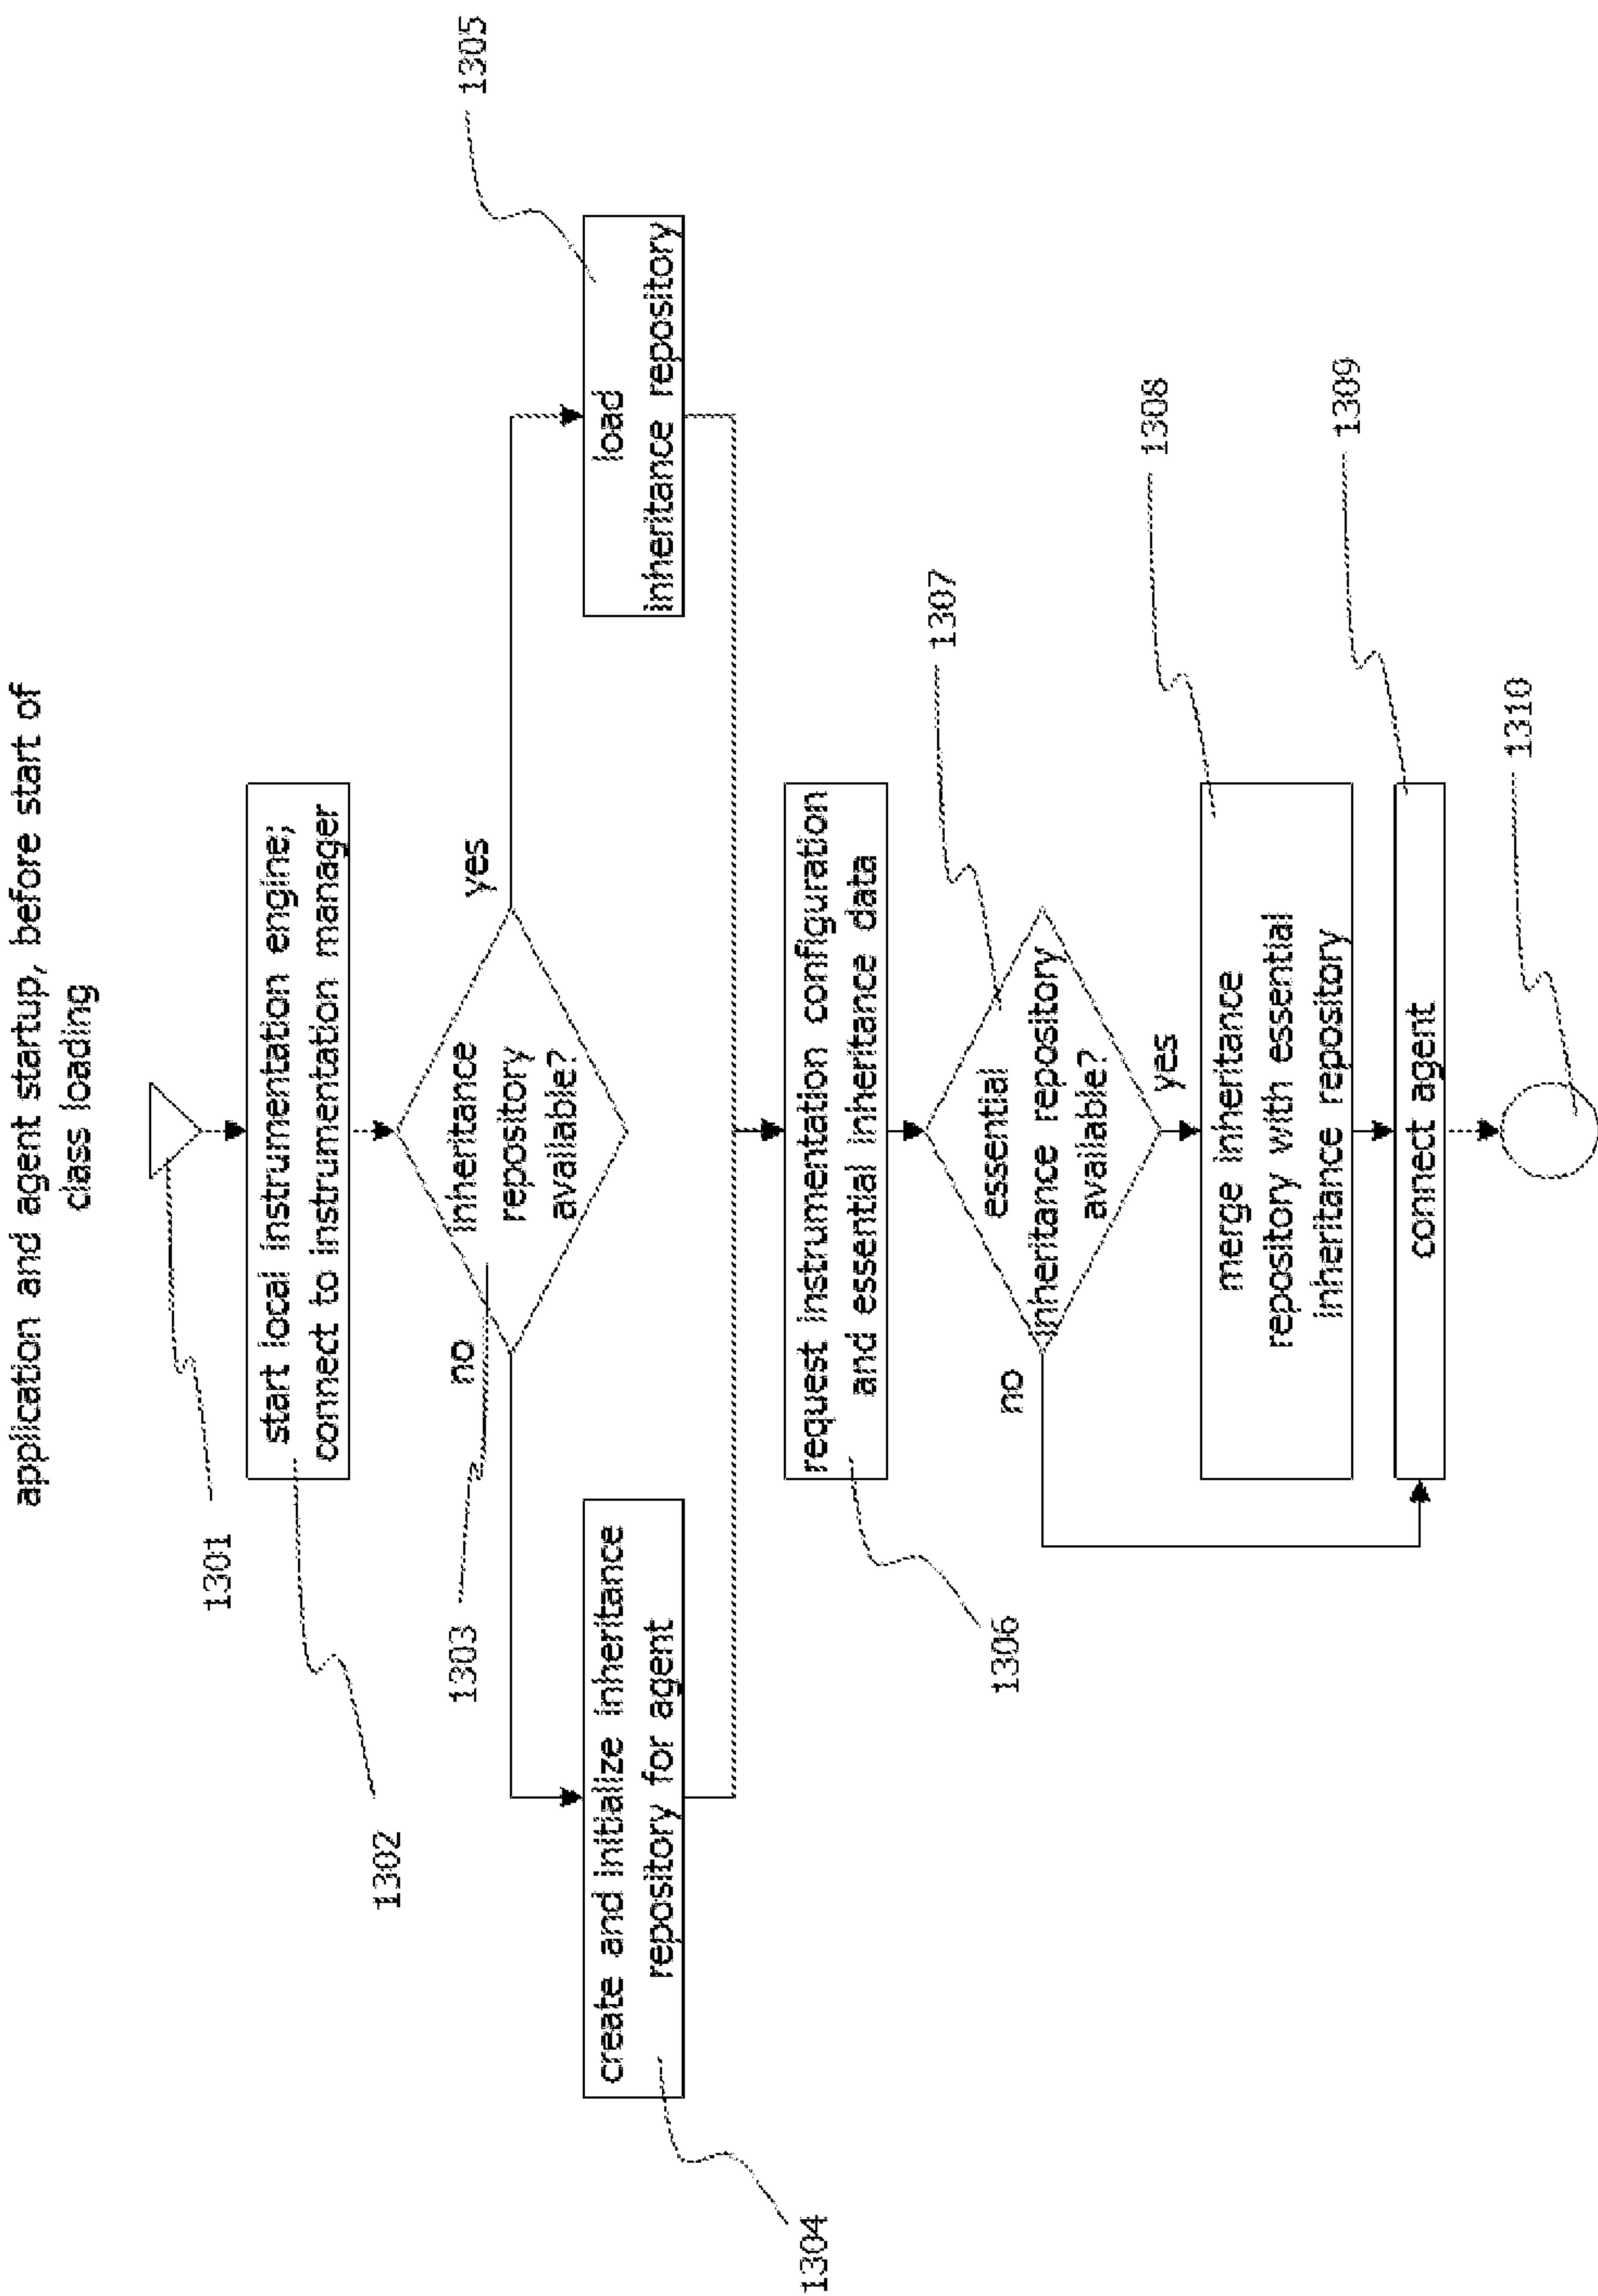 application and agent startup, before start of
class loading
1301
start local instrumentation engine;
connect to instrumentation manager
1302
inheritance
repository
available?
no
yes
1303
create and initialize inheritance
repository for agent
1304
load
inheritance repository
1305
request instrumentation configuration
and essential inheritance data
1306
essential
inheritance repository
available?
no
yes
1307
merge inheritance
repository with essential
inheritance repository
1308
connect agent
1309
1310